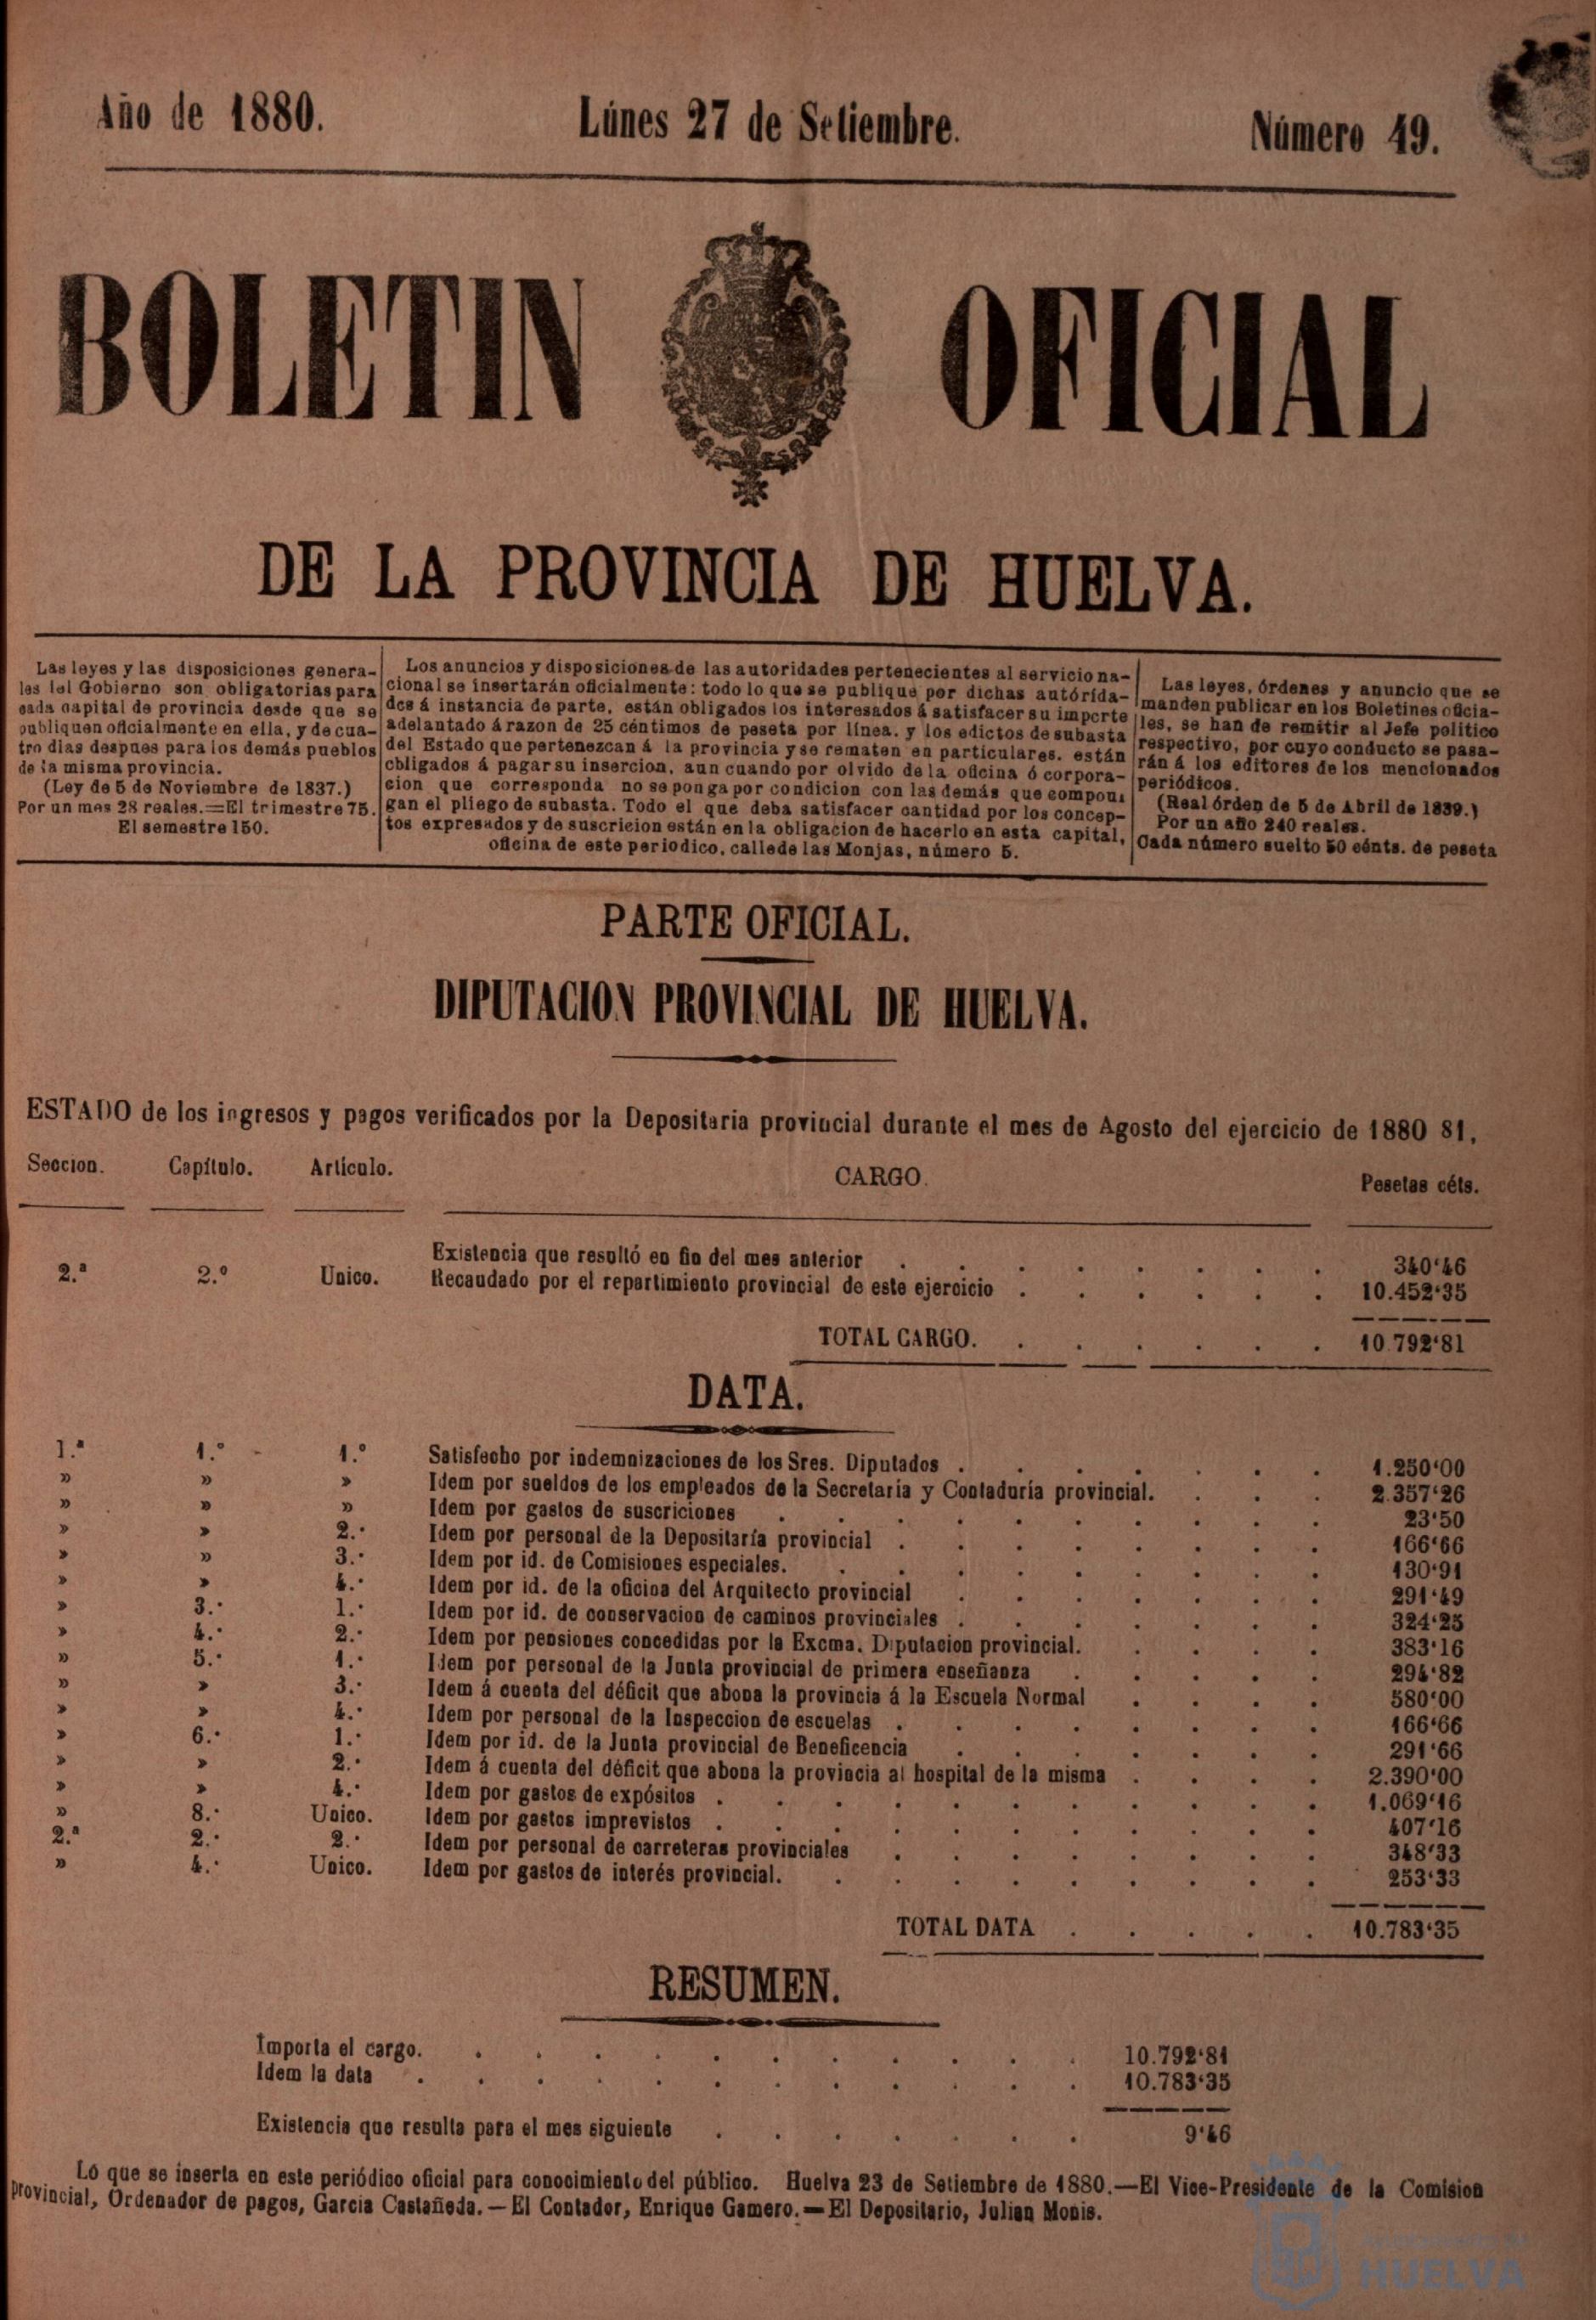 Año de 1880.
Lúnes 27 de Setiembre.
Número 49.
BOLETIN OFICIAL
DE LA PROVINCIA DE HUELVA.
Las leyes y las disposiciones genera-
les lel Gobierno son obligatorias para
cada capital de provincia desde que se
publiquen oficialmente en ella, y de cua-
tro dias despues para los demás pueblos
de la misma provincia.
(Ley de 5 de Noviembre de 1837.)
Por un mes 28 reales.=El trimestre 75.
El semestre 150.
Los anuncios y disposiciones de las autoridades pertenecientes al servicio na-
cional se insertarán oficialmente: todo lo que se publique por dichas autórida-
des á instancia de parte, están obligados los interesados á satisfacer su importe
adelantado á razon de 25 céntimos de peseta por línea. y los edictos de subasta
del Estado que pertenezcan á la provincia y se rematen en particulares. están
obligados á pagar su insercion, aun cuando por olvido de la oficina ó corpora-
cion que corresponda no se ponga por condicion con las demás que compon.
gan el pliego de subasta. Todo el que deba satisfacer cantidad por los concep-
tos expresados y de suscricion están en la obligacion de hacerlo en esta capital,
oficina de este periodico, calle de las Monjas, número 5.
Las leyes, órdenes y anuncio que se
manden publicar en los Boletines oficia-
les, se han de remitir al Jefe político
respectivo, por cuyo conducto se pasa-
rán á los editores de los mencionados
periódicos.
(Real órden de 5 de Abril de 1839.)
Por un año 240 reales.
Cada número suelto 50 cénts. de peseta
PARTE OFICIAL.
DIPUTACION PROVINCIAL DE HUELVA.
ESTADO de los ingresos y pagos verificados por la Depositaria provincial durante el mes de Agosto del ejercicio de 1880 81.
Seccion. Capítulo. Artículo. CARGO. Pesetas céts.
Existencia que resultó en fin del mes anterior . . . . . . . . 340‘46
2.ª 2.º Unico. Recaudado por el repartimiento provincial de este ejercicio . . . . . . 10.452‘35
TOTAL CARGO. . . . . . . 10.792‘81
DATA.
1.ª 1.º 1.º Satisfecho por indemnizaciones de los Sres. Diputados . . . . . . . 1.250‘00
» » » Idem por sueldos de los empleados de la Secretaría y Contaduría provincial. . . . 2.357‘26
» » » Idem por gastos de suscriciones . . . . . . . . . . 23‘50
» » 2.º Idem por personal de la Depositaría provincial . . . . . . . . 166‘66
» » 3.º Idem por id. de Comisiones especiales. . . . . . . . . . 130‘91
» » 4.º Idem por id. de la oficina del Arquitecto provincial . . . . . . . 291‘49
» 3.º 1.º Idem por id. de conservacion de caminos provinciales . . . . . . . 324‘25
» 4.º 2.º Idem por pensiones concedidas por la Excma. Diputacion provincial. . . . . 383‘16
» 5.º 1.º Idem por personal de la Junta provincial de primera enseñanza . . . . . 294‘82
» » 3.º Idem á cuenta del déficit que abona la provincia á la Escuela Normal . . . . 580‘00
» » 4.º Idem por personal de la Inspeccion de escuelas . . . . . . . . 166‘66
» 6.º 1.º Idem por id. de la Junta provincial de Beneficencia . . . . . . . 291‘66
» » 2.º Idem á cuenta del déficit que abona la provincia al hospital de la misma . . . . 2.390‘00
» » 4.º Idem por gastos de expósitos . . . . . . . . . . . 1.069‘16
» 8.º Unico. Idem por gastos imprevistos . . . . . . . . . . . 407‘16
2.ª 2.º 2.º Idem por personal de carreteras provinciales . . . . . . . . 348‘33
» 4.º Unico. Idem por gastos de interés provincial. . . . . . . . . . 253‘33
TOTAL DATA . . . . . 10.783‘35
RESUMEN.
Importa el cargo. . . . . . . . . . . . 10.792‘81
Idem la data . . . . . . . . . . . . 10.783‘35
Existencia que resulta para el mes siguiente . . . . . . . 9‘46
Lo que se inserta en este periódico oficial para conocimiento del público. Huelva 23 de Setiembre de 1880.—El Vice-Presidente de la Comision
Provincial, Ordenador de pagos, Garcia Castañeda.—El Contador, Enrique Gamero.—El Depositario, Julian Monis.
HUELVA